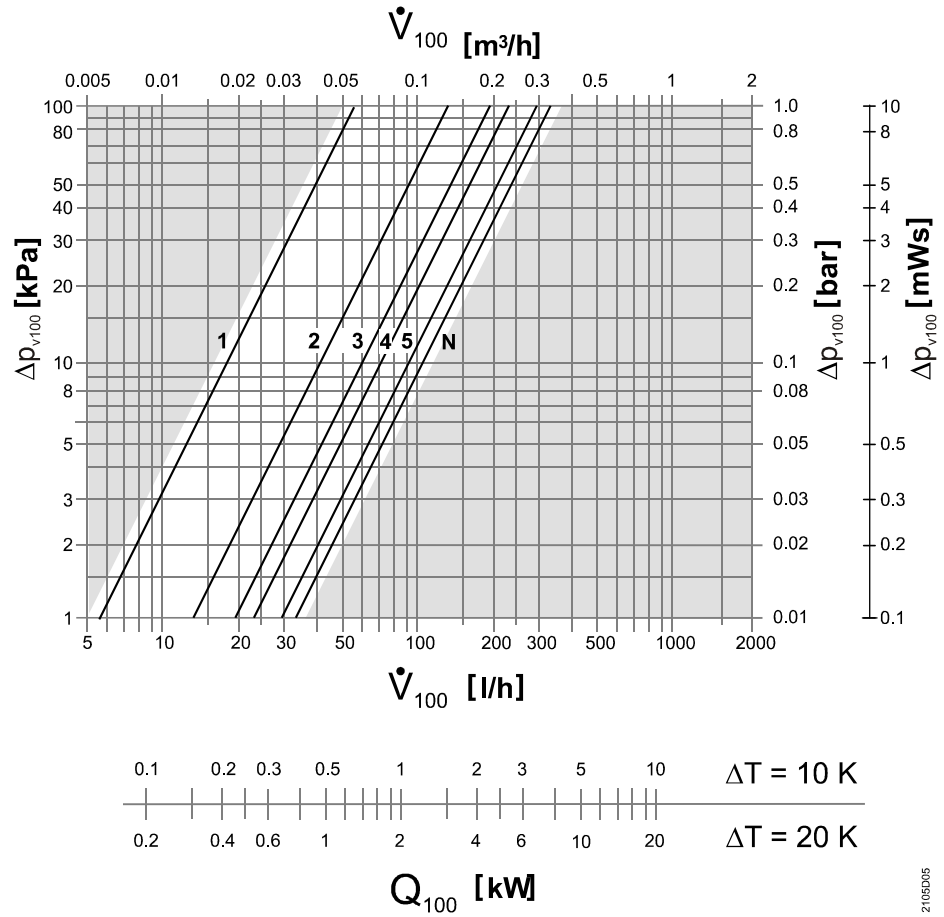 V̇100 [m³/h]
0.005 0.01 0.02 0.03 0.05 0.1 0.2 0.3 0.5 1 2
100 1.0 10
80 0.8 8
50 0.5 5
40 0.4 4
30 0.3 3
20 0.2 2
Δpv100 [kPa]
Δpv100 [bar]
Δpv100 [mWs]
1 2 3 4 5 N
10 0.1 1
8 0.08
5 0.05 0.5
3 0.03 0.3
2 0.02 0.2
1 0.01 0.1
5 10 20 30 50 100 200 300 500 1000 2000
V̇100 [l/h]
0.1 0.2 0.3 0.5 1 2 3 5 10 ΔT = 10 K
0.2 0.4 0.6 1 2 4 6 10 20 ΔT = 20 K
Q100 [kW]
2105D05